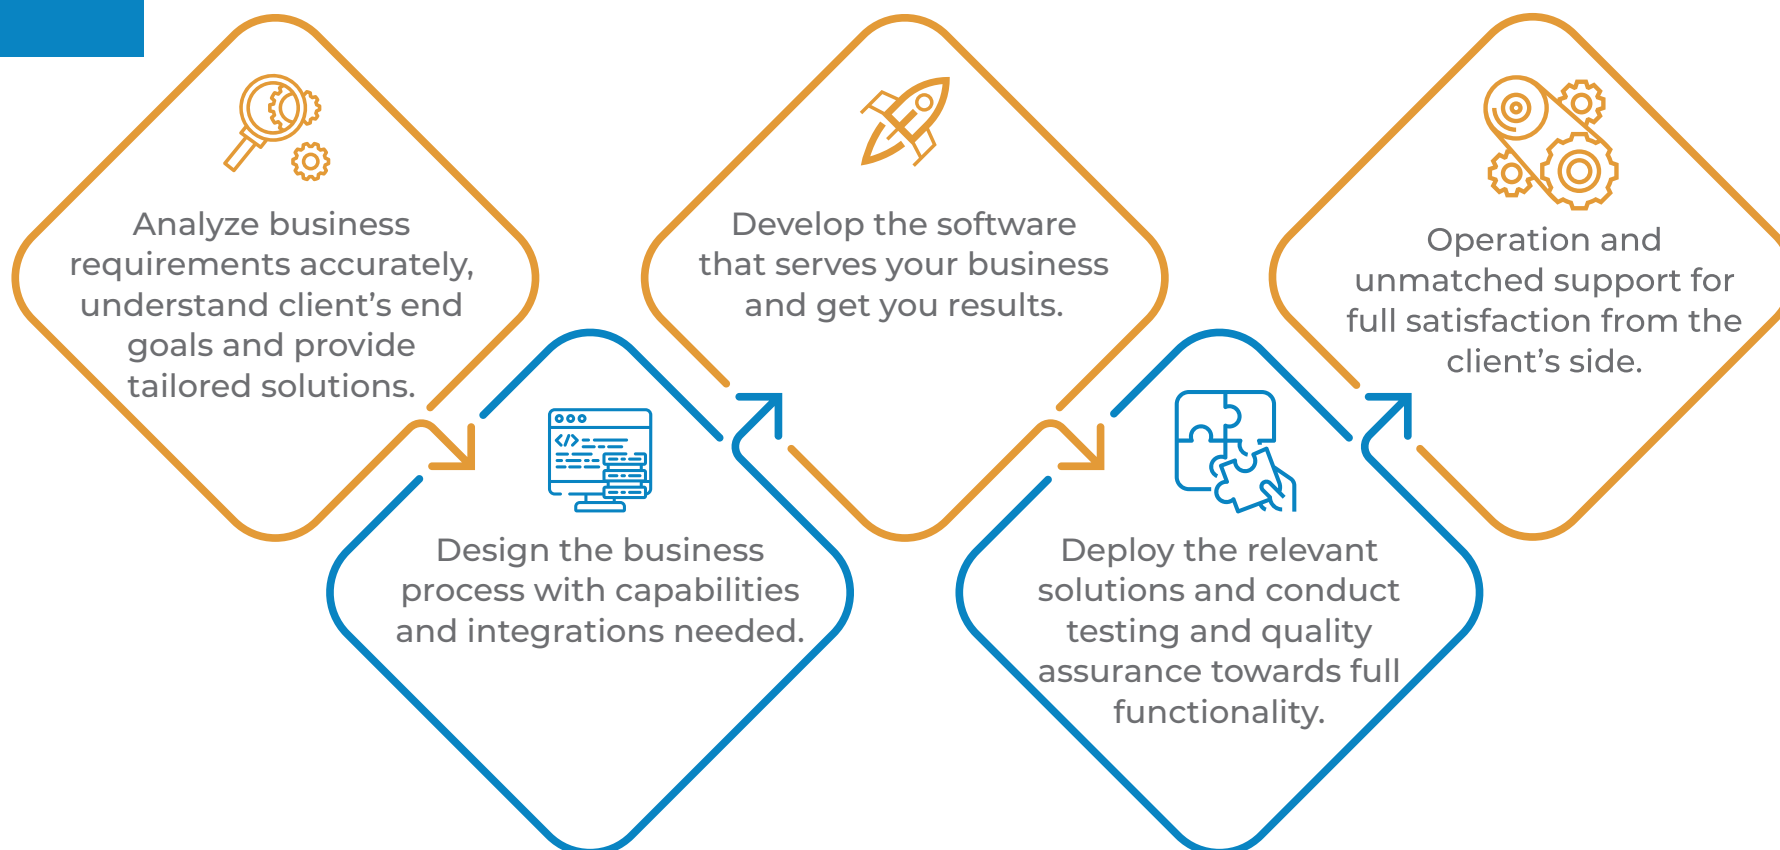 Analyze business
requirements accurately,
understand client’s end
goals and provide
tailored solutions.
Design the business
process with capabilities
and integrations needed.
Develop the software
that serves your business
and get you results.
Deploy the relevant
solutions and conduct
testing and quality
assurance towards full
functionality.
Operation and
unmatched support for
full satisfaction from the
client’s side.